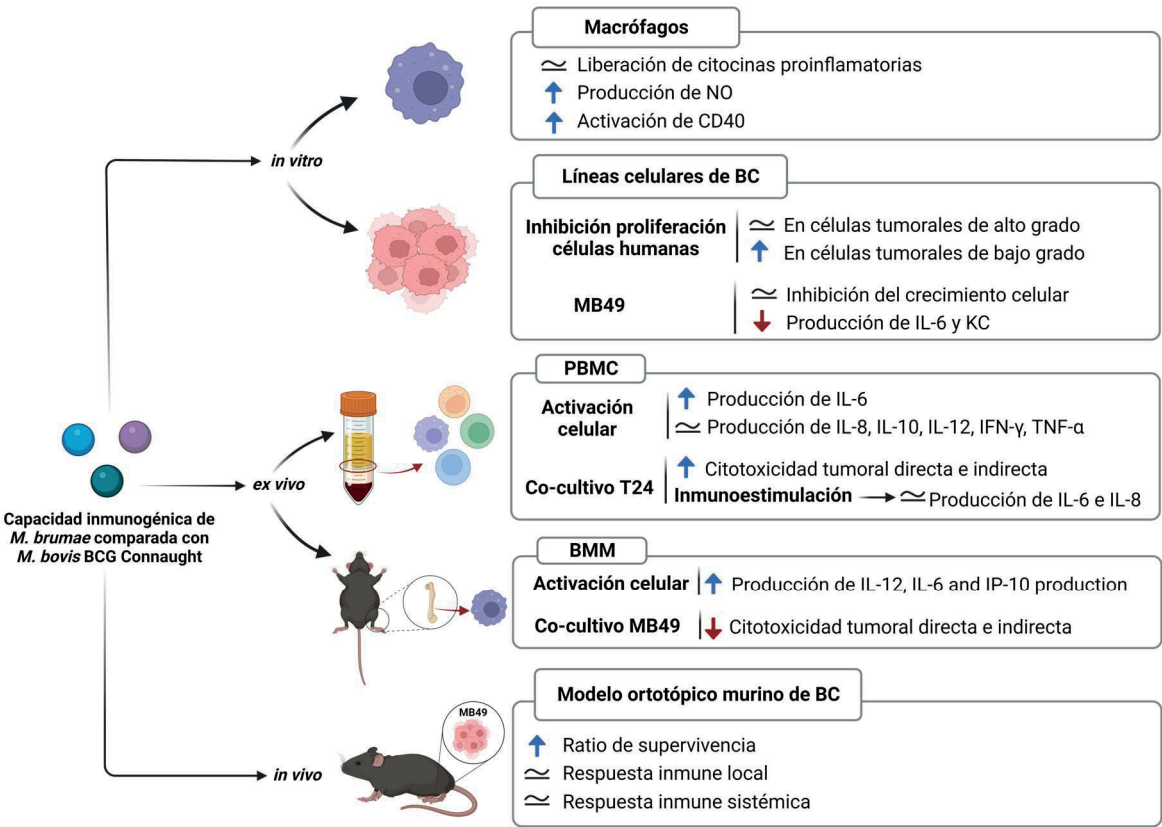 Macrófagos
≃ Liberación de citocinas proinflamatorias
↑ Producción de NO
↑ Activación de CD40
in vitro
Líneas celulares de BC
Inhibición proliferación
células humanas
≃ En células tumorales de alto grado
↑ En células tumorales de bajo grado
MB49
≃ Inhibición del crecimiento celular
↓ Producción de IL-6 y KC
PBMC
Activación
celular
↑ Producción de IL-6
≃ Producción de IL-8, IL-10, IL-12, IFN-γ, TNF-α
Co-cultivo T24
↑ Citotoxicidad tumoral directa e indirecta
Inmunoestimulación → ≃ Producción de IL-6 e IL-8
ex vivo
Capacidad inmunogénica de
M. brumae comparada con
M. bovis BCG Connaught
BMM
Activación celular ↑ Producción de IL-12, IL-6 and IP-10 production
Co-cultivo MB49 ↓ Citotoxicidad tumoral directa e indirecta
Modelo ortotópico murino de BC
MB49
in vivo
↑ Ratio de supervivencia
≃ Respuesta inmune local
≃ Respuesta inmune sistémica